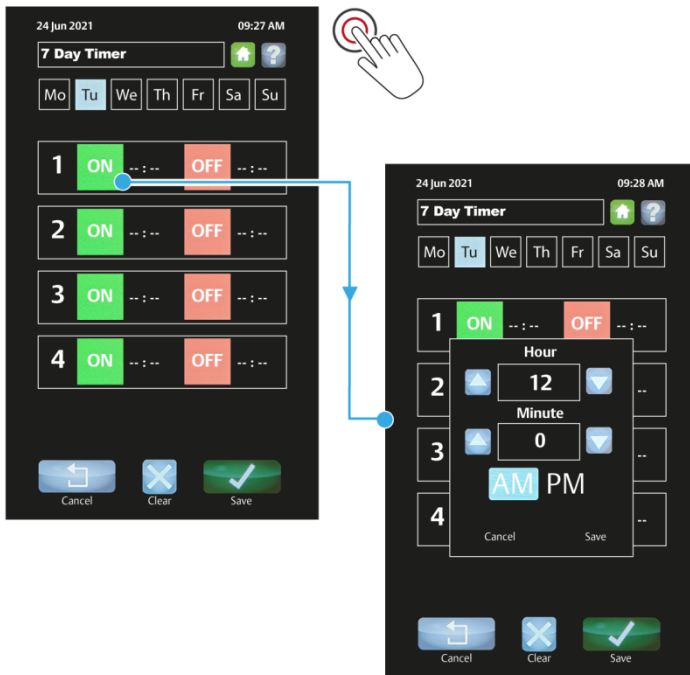 24 Jun 2021 09:27 AM
7 Day Timer ?
Mo Tu We Th Fr Sa Su
1 ON --:-- OFF --:--
2 ON --:-- OFF --:--
3 ON --:-- OFF --:--
4 ON --:-- OFF --:--
Cancel Clear Save
24 Jun 2021 09:28 AM
7 Day Timer ?
Mo Tu We Th Fr Sa Su
1 ON --:-- OFF --:--
Hour
2 12 --
Minute
3 0 --
AM PM
4 --
Cancel Save
Cancel Clear Save